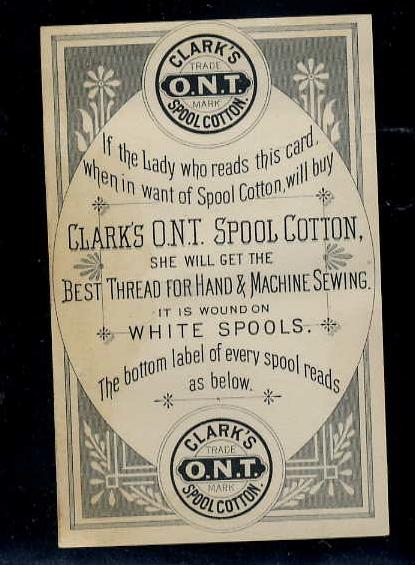 CLARK'S
TRADE
O.N.T.
MARK
SPOOL COTTON.
If the Lady who reads this card,
when in want of Spool Cotton, will buy
CLARK'S O.N.T. SPOOL COTTON,
SHE WILL GET THE
BEST THREAD FOR HAND & MACHINE SEWING.
IT IS WOUND ON
WHITE SPOOLS.
The bottom label of every spool reads
as below.
CLARK'S
TRADE
O.N.T.
MARK
SPOOL COTTON.